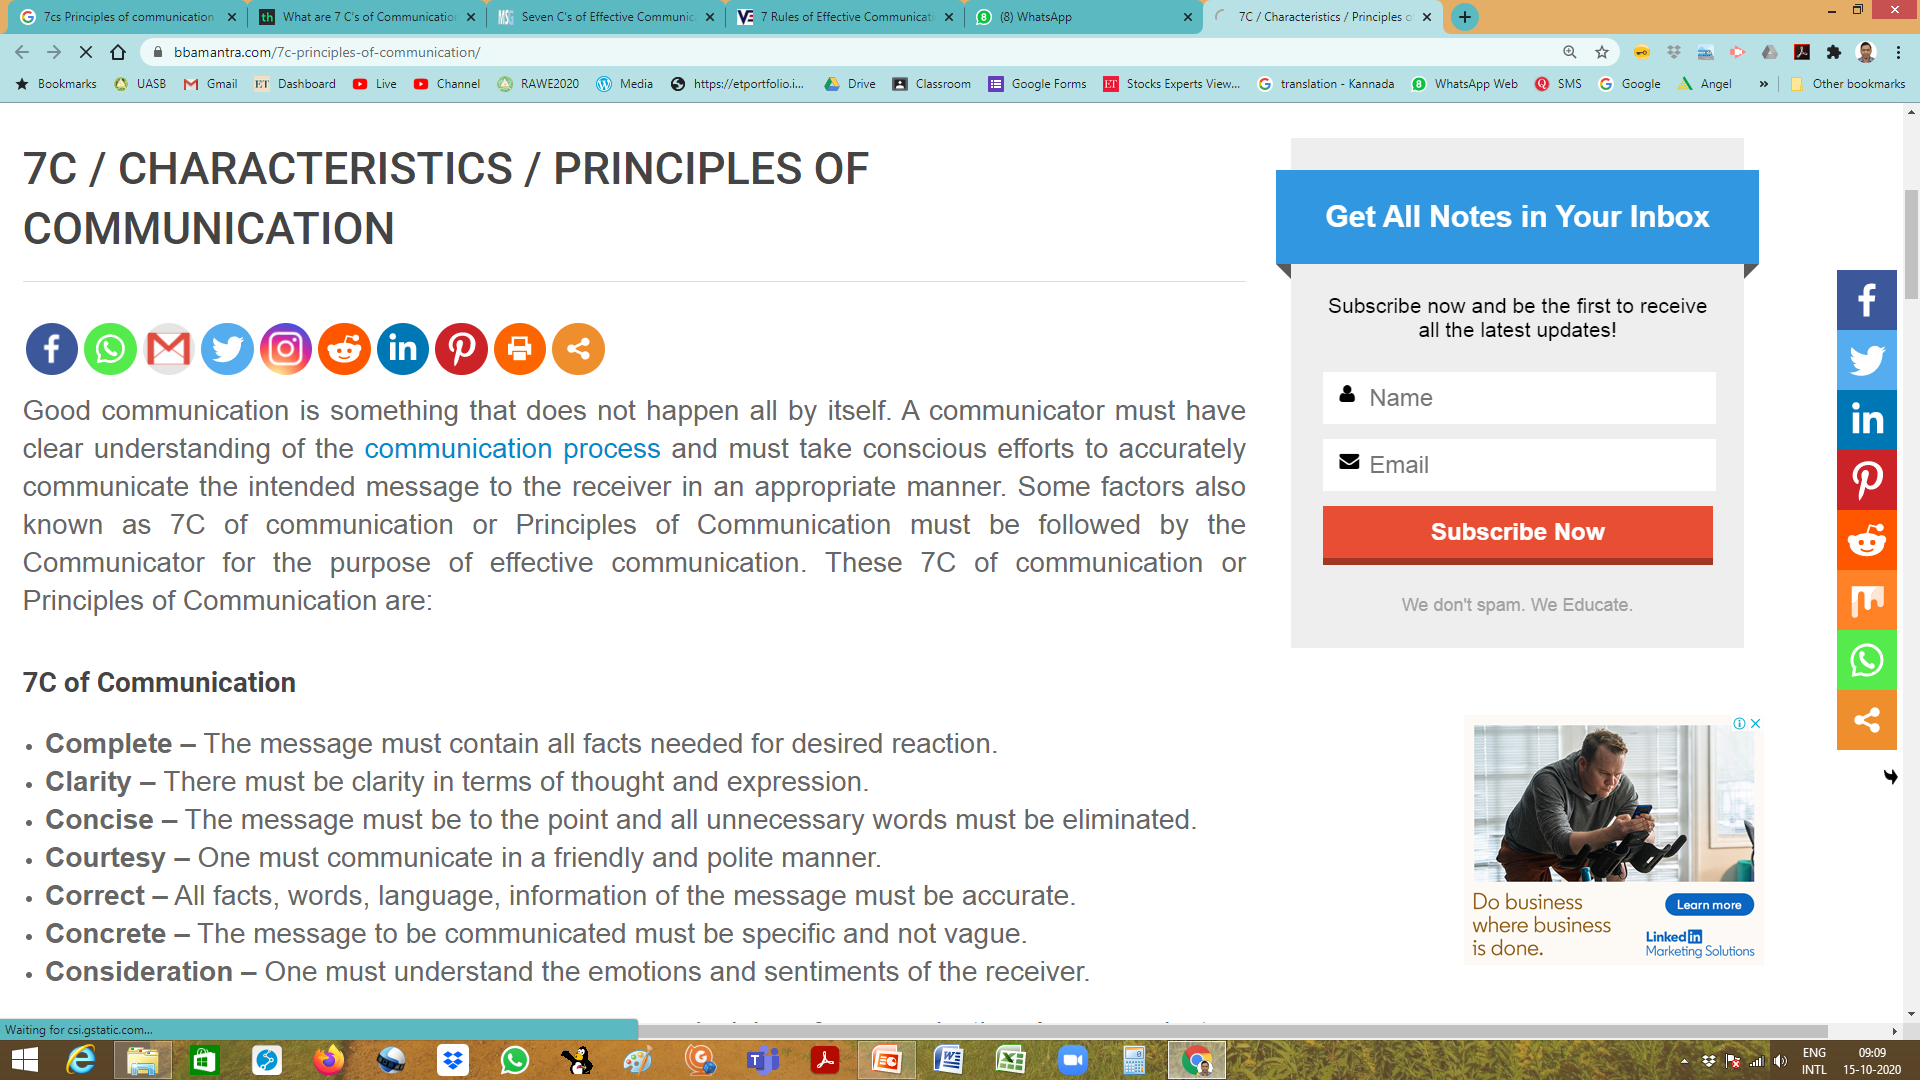 7cs Principles of communication
What are 7 C's of Communication
Seven C's of Effective Communic
7 Rules of Effective Communicati
(8) WhatsApp
7C / Characteristics / Principles o
bbamantra.com/7c-principles-of-communication/
Bookmarks UASB Gmail Dashboard Live Channel RAWE2020 Media https://etportfolio.i... Drive Classroom Google Forms Stocks Experts View... translation - Kannada WhatsApp Web SMS Google Angel » Other bookmarks
7C / CHARACTERISTICS / PRINCIPLES OF
COMMUNICATION
Good communication is something that does not happen all by itself. A communicator must have
clear understanding of the communication process and must take conscious efforts to accurately
communicate the intended message to the receiver in an appropriate manner. Some factors also
known as 7C of communication or Principles of Communication must be followed by the
Communicator for the purpose of effective communication. These 7C of communication or
Principles of Communication are:
7C of Communication
• Complete – The message must contain all facts needed for desired reaction.
• Clarity – There must be clarity in terms of thought and expression.
• Concise – The message must be to the point and all unnecessary words must be eliminated.
• Courtesy – One must communicate in a friendly and polite manner.
• Correct – All facts, words, language, information of the message must be accurate.
• Concrete – The message to be communicated must be specific and not vague.
• Consideration – One must understand the emotions and sentiments of the receiver.
Get All Notes in Your Inbox
Subscribe now and be the first to receive
all the latest updates!
Name
Email
Subscribe Now
We don't spam. We Educate.
Do business
where business
is done.
Learn more
Linked in
Marketing Solutions
Waiting for csi.gstatic.com...
ENG
INTL
09:09
15-10-2020